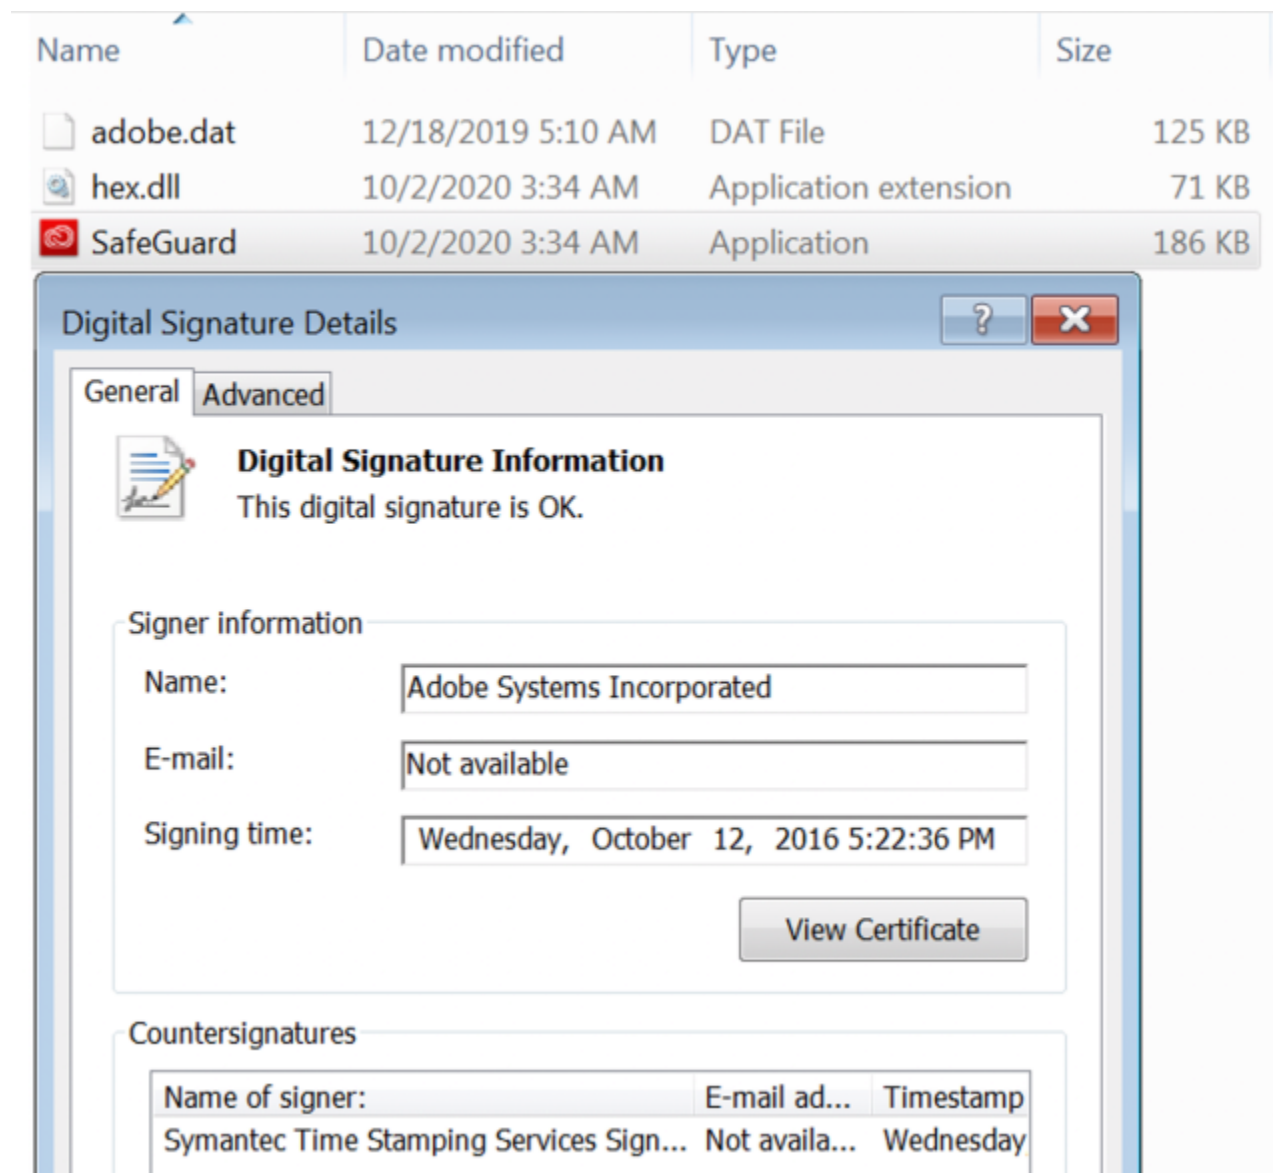 Name Date modified Type Size
adobe.dat 12/18/2019 5:10 AM DAT File 125 KB
hex.dll 10/2/2020 3:34 AM Application extension 71 KB
SafeGuard 10/2/2020 3:34 AM Application 186 KB
Digital Signature Details ?
General Advanced
Digital Signature Information
This digital signature is OK.
Signer information
Name: Adobe Systems Incorporated
E-mail: Not available
Signing time: Wednesday, October 12, 2016 5:22:36 PM
View Certificate
Countersignatures
Name of signer: E-mail ad... Timestamp
Symantec Time Stamping Services Sign... Not availa... Wednesday